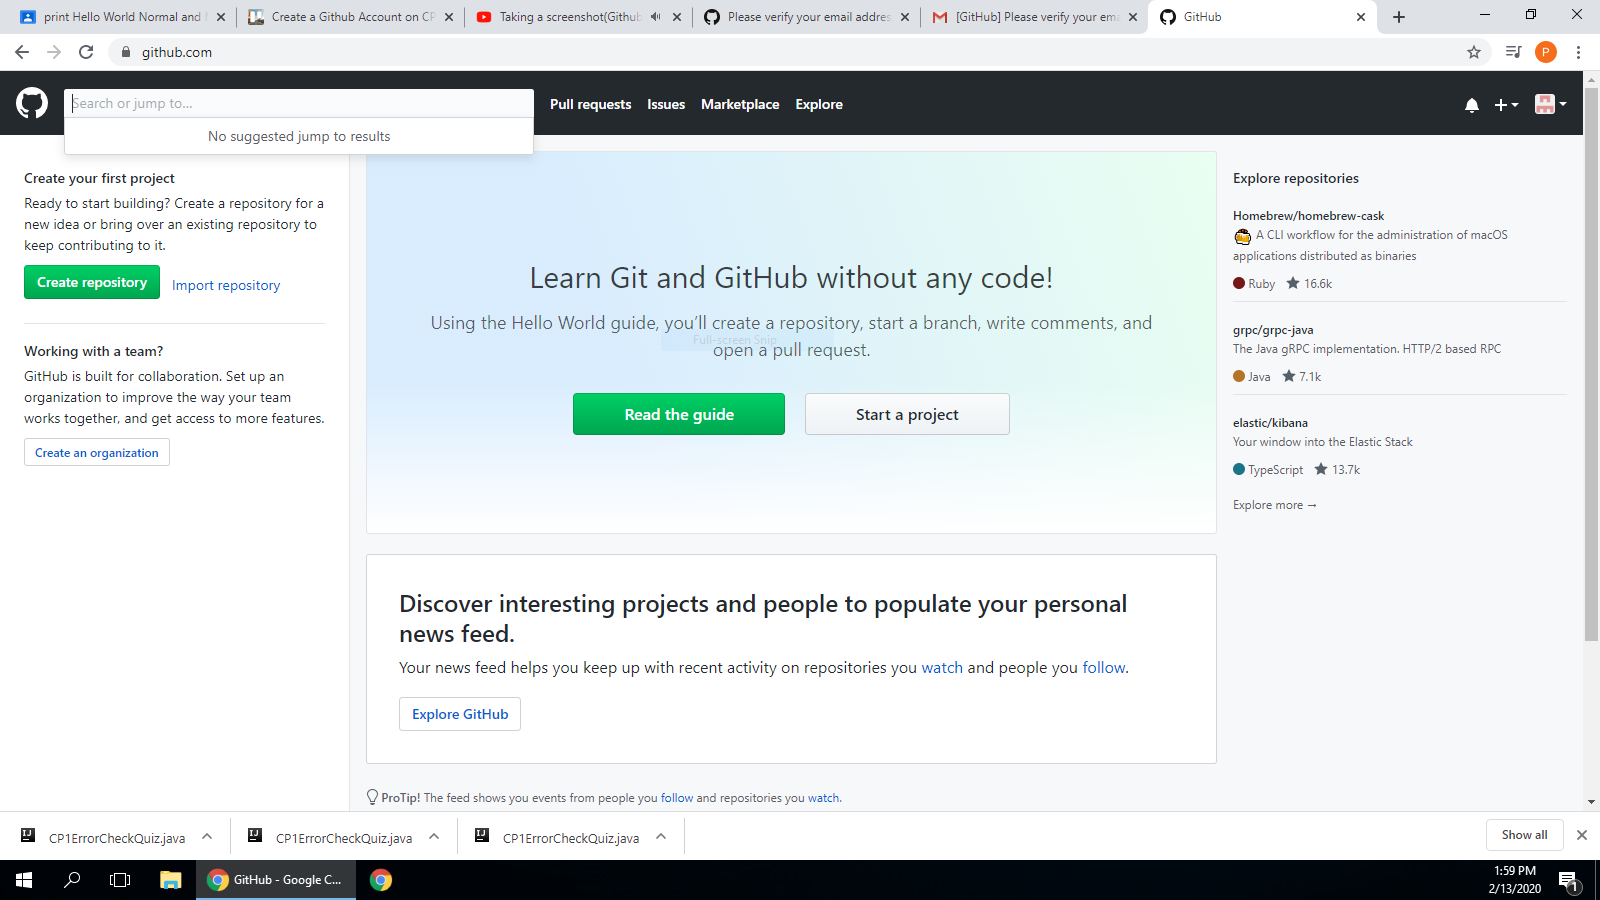 print Hello World Normal and
Create a Github Account on CP
Taking a screenshot(Github
Please verify your email addres
[GitHub] Please verify your ema
GitHub
github.com
P
Search or jump to...
Pull requests
Issues
Marketplace
Explore
No suggested jump to results
Create your first project
Ready to start building? Create a repository for a
new idea or bring over an existing repository to
keep contributing to it.
Create repository
Import repository
Working with a team?
GitHub is built for collaboration. Set up an
organization to improve the way your team
works together, and get access to more features.
Create an organization
Learn Git and GitHub without any code!
Using the Hello World guide, you’ll create a repository, start a branch, write comments, and
Full-screen Snip
open a pull request.
Read the guide
Start a project
Discover interesting projects and people to populate your personal
news feed.
Your news feed helps you keep up with recent activity on repositories you watch and people you follow.
Explore GitHub
ProTip! The feed shows you events from people you follow and repositories you watch.
Explore repositories
Homebrew/homebrew-cask
A CLI workflow for the administration of macOS
applications distributed as binaries
Ruby 16.6k
grpc/grpc-java
The Java gRPC implementation. HTTP/2 based RPC
Java 7.1k
elastic/kibana
Your window into the Elastic Stack
TypeScript 13.7k
Explore more →
IJ CP1ErrorCheckQuiz.java
IJ CP1ErrorCheckQuiz.java
IJ CP1ErrorCheckQuiz.java
Show all
GitHub - Google C...
1:59 PM
2/13/2020
1